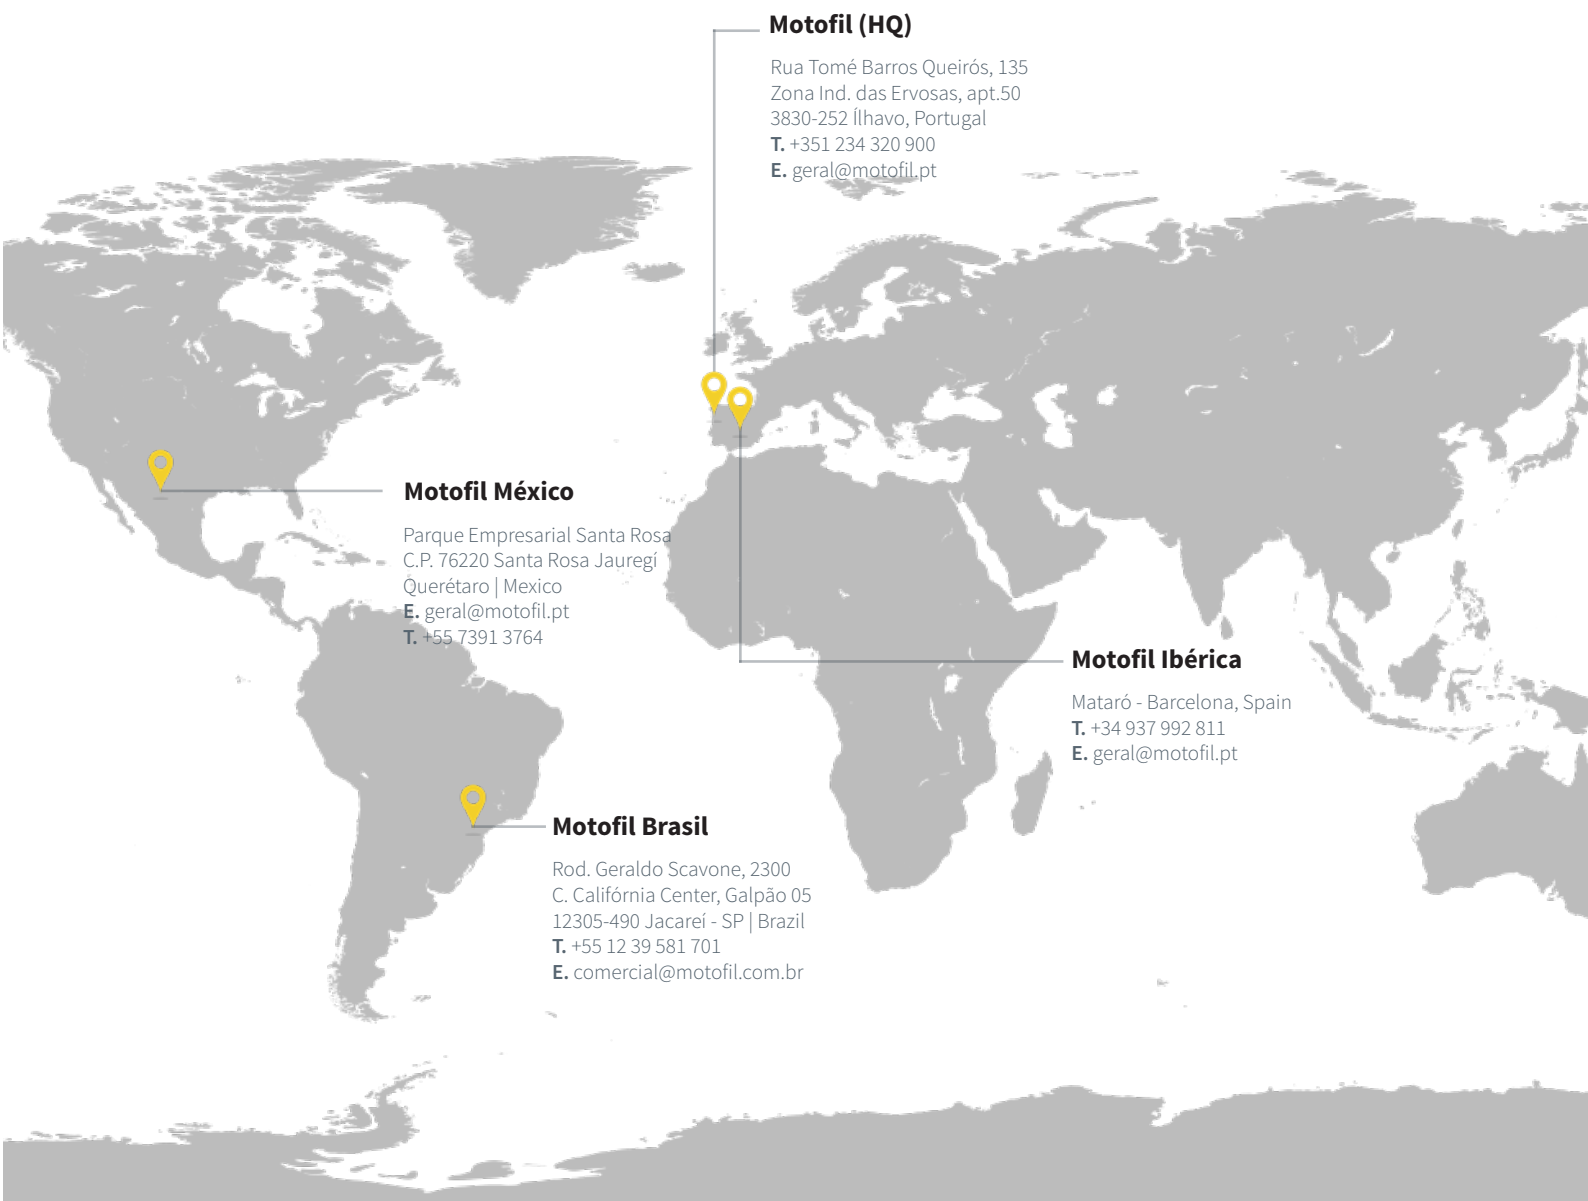 Motofil (HQ)
Rua Tomé Barros Queirós, 135
Zona Ind. das Ervosas, apt.50
3830-252 Ílhavo, Portugal
T. +351 234 320 900
E. geral@motofil.pt
Motofil México
Parque Empresarial Santa Rosa
C.P. 76220 Santa Rosa Jauregí
Querétaro | Mexico
E. geral@motofil.pt
T. +55 7391 3764
Motofil Ibérica
Mataró - Barcelona, Spain
T. +34 937 992 811
E. geral@motofil.pt
Motofil Brasil
Rod. Geraldo Scavone, 2300
C. Califórnia Center, Galpão 05
12305-490 Jacareí - SP | Brazil
T. +55 12 39 581 701
E. comercial@motofil.com.br